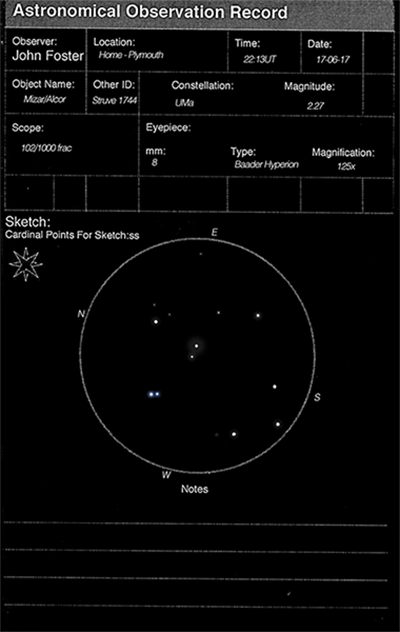 Astronomical Observation Record
Observer: Location: Time: Date:
John Foster Home - Plymouth 22:13UT 17-06-17
Object Name: Other ID: Constellation: Magnitude:
Mizar/Alcor Struve 1744 UMa 2.27
Scope: Eyepiece:
102/1000 frac mm: Type: Magnification:
8 Baader Hyperion 125x
Sketch:
Cardinal Points For Sketch:ss
E
N
S
W
Notes